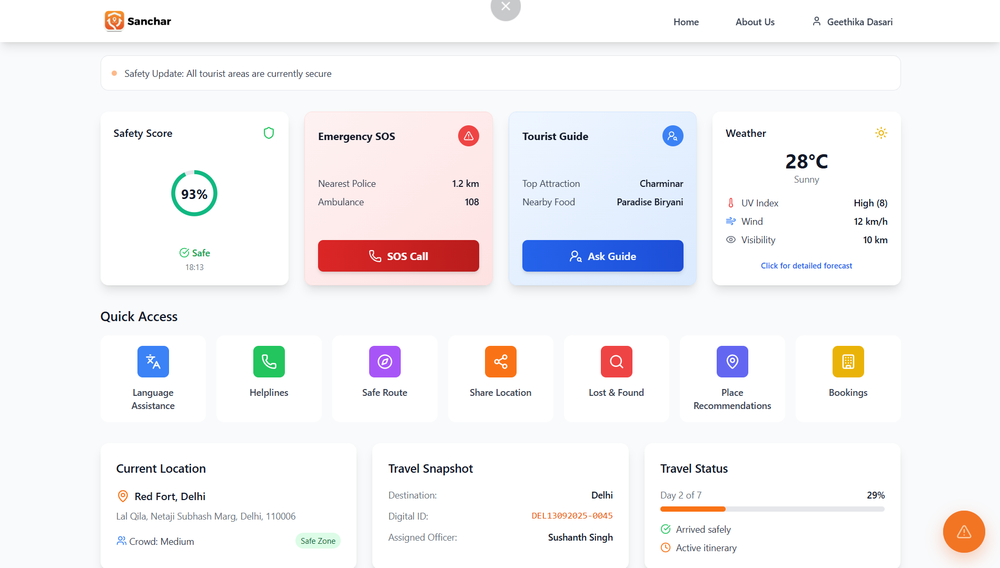 Sanchar
Home
About Us
Geethika Dasari
Safety Update: All tourist areas are currently secure
Safety Score
93%
Safe
18:13
Emergency SOS
Nearest Police 1.2 km
Ambulance 108
SOS Call
Tourist Guide
Top Attraction Charminar
Nearby Food Paradise Biryani
Ask Guide
Weather
28°C
Sunny
UV Index High (8)
Wind 12 km/h
Visibility 10 km
Click for detailed forecast
Quick Access
Language
Assistance
Helplines
Safe Route
Share Location
Lost & Found
Place
Recommendations
Bookings
Current Location
Red Fort, Delhi
Lal Qila, Netaji Subhash Marg, Delhi, 110006
Crowd: Medium
Safe Zone
Travel Snapshot
Destination: Delhi
Digital ID: DEL13092025-0045
Assigned Officer: Sushanth Singh
Travel Status
Day 2 of 7 29%
Arrived safely
Active itinerary